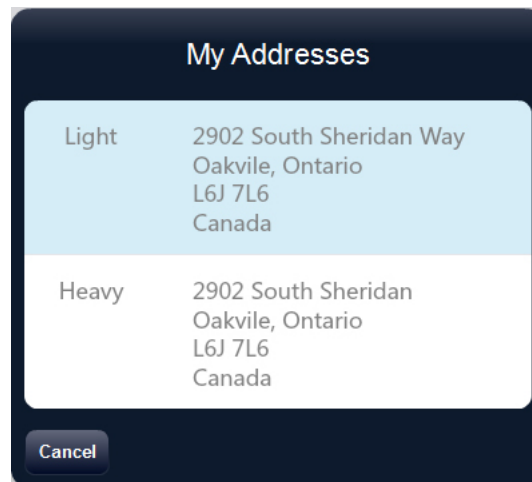 My Addresses
Light
2902 South Sheridan Way
Oakvile, Ontario
L6J 7L6
Canada
Heavy
2902 South Sheridan
Oakvile, Ontario
L6J 7L6
Canada
Cancel